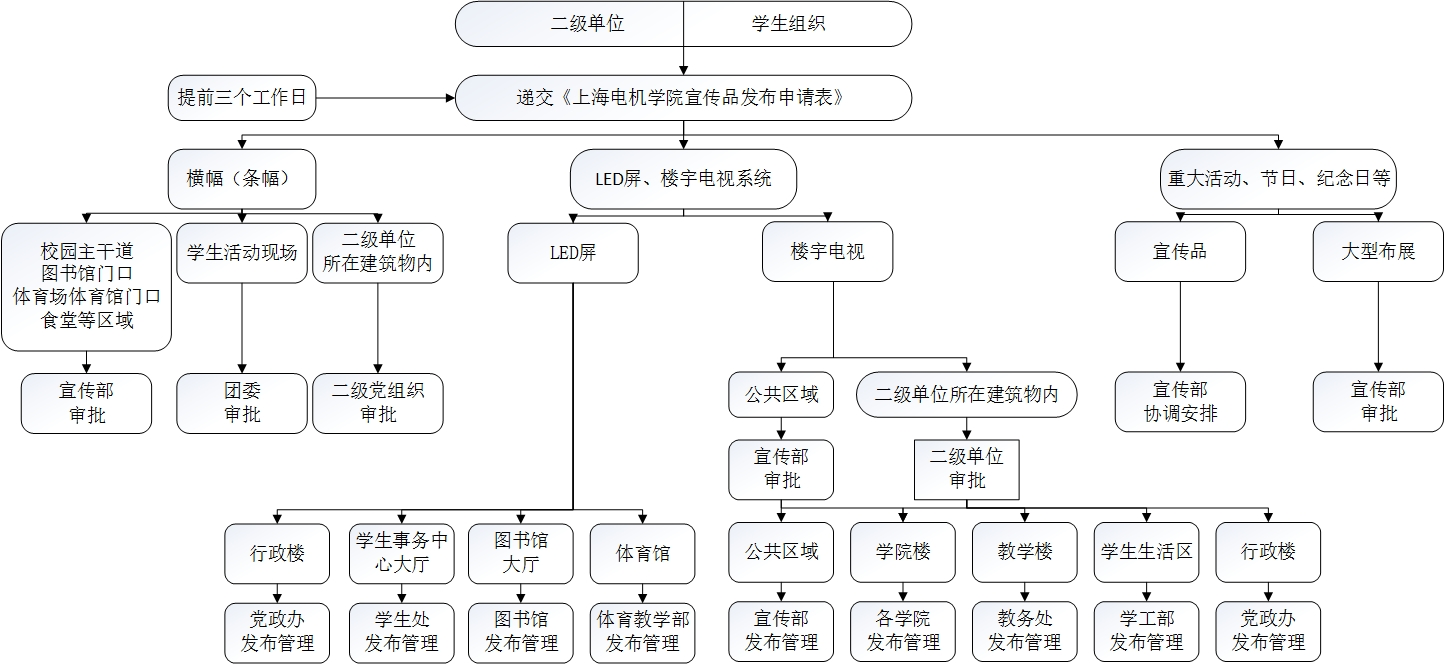 二级单位
学生组织
提前三个工作日
递交《上海电机学院宣传品发布申请表》
横幅（条幅）
LED屏、楼宇电视系统
重大活动、节日、纪念日等
校园主干道
图书馆门口
体育场体育馆门口
食堂等区域
学生活动现场
二级单位
所在建筑物内
LED屏
楼宇电视
宣传品
大型布展
宣传部
审批
团委
审批
二级党组织
审批
公共区域
二级单位所在建筑物内
宣传部
协调安排
宣传部
审批
宣传部
审批
二级单位
审批
行政楼
学生事务中
心大厅
图书馆
大厅
体育馆
公共区域
学院楼
教学楼
学生生活区
行政楼
党政办
发布管理
学生处
发布管理
图书馆
发布管理
体育教学部
发布管理
宣传部
发布管理
各学院
发布管理
教务处
发布管理
学工部
发布管理
党政办
发布管理